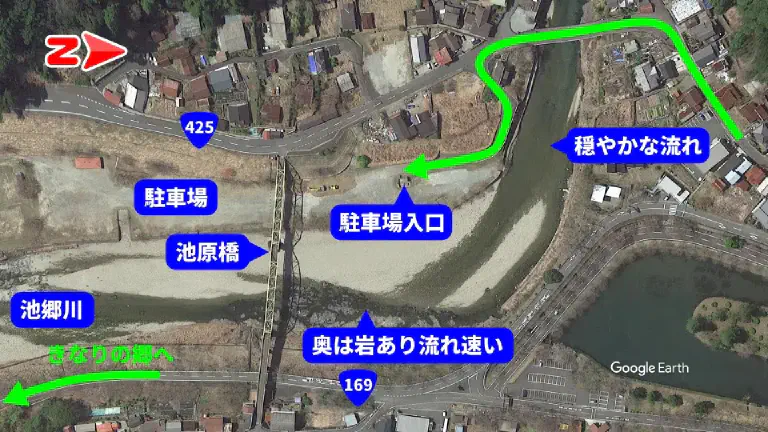 N
425
穏やかな流れ
駐車場
駐車場入口
池原橋
池郷川
奥は岩あり流れ速い
きなりの郷へ
Google Earth
169